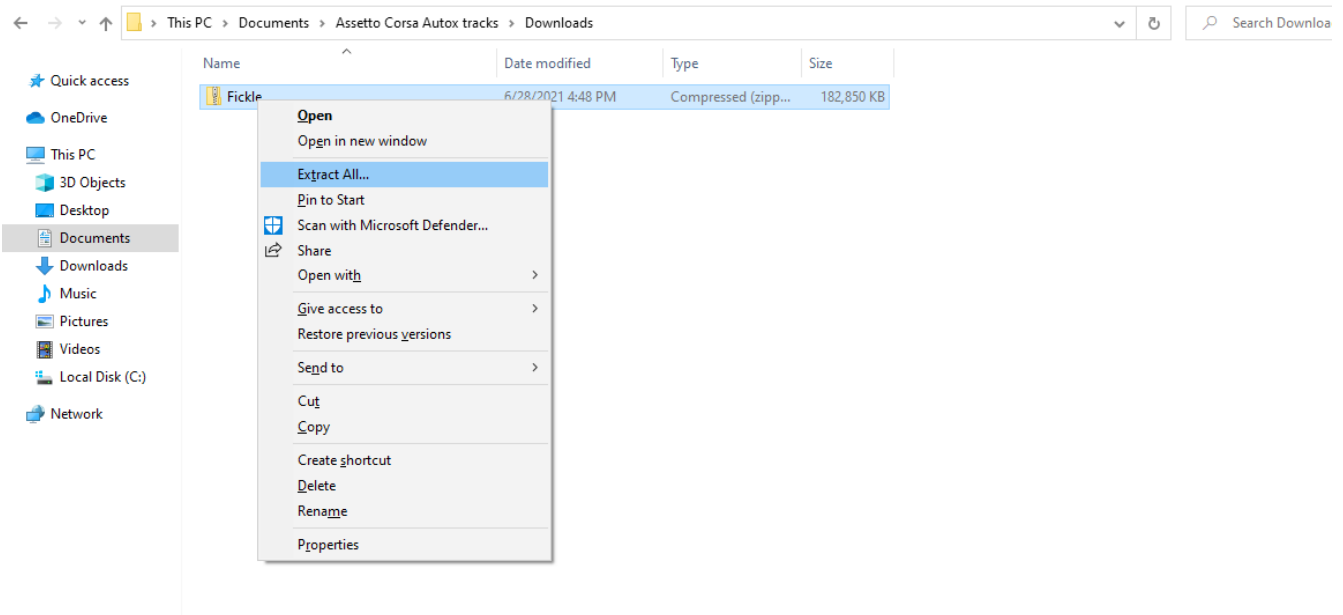 This PC > Documents > Assetto Corsa Autox tracks > Downloads
Search Downloa
Name Date modified Type Size
Quick access
OneDrive
This PC
3D Objects
Desktop
Documents
Downloads
Music
Pictures
Videos
Local Disk (C:)
Network
Fickle 6/28/2021 4:48 PM Compressed (zipp... 182,850 KB
Open
Open in new window
Extract All...
Pin to Start
Scan with Microsoft Defender...
Share
Open with
Give access to
Restore previous versions
Send to
Cut
Copy
Create shortcut
Delete
Rename
Properties